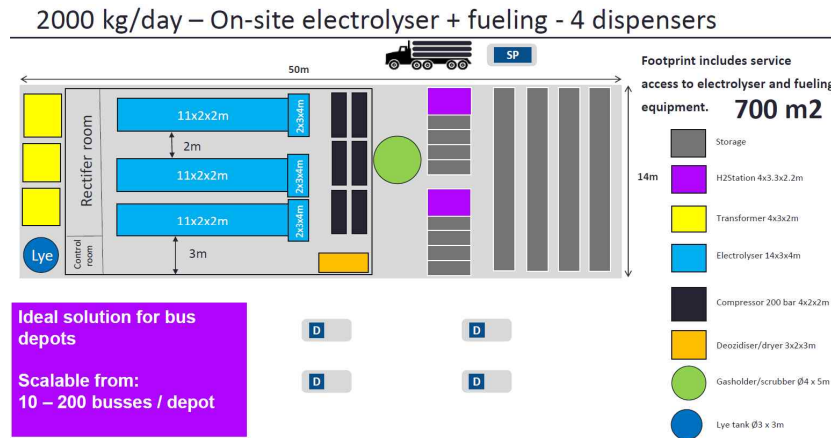 2000 kg/day – On-site electrolyser + fueling - 4 dispensers
SP
50m
Footprint includes service
access to electrolyser and fueling
equipment. 700 m2
14m
Rectifer room
Control room
Lye
11x2x2m
2x3x4m
2m
11x2x2m
2x3x4m
11x2x2m
2x3x4m
3m
Storage
H2Station 4x3.3x2.2m
Transformer 4x3x2m
Electrolyser 14x3x4m
Compressor 200 bar 4x2x2m
Deozidiser/dryer 3x2x3m
Gasholder/scrubber Ø4 x 5m
Lye tank Ø3 x 3m
Ideal solution for bus
depots
Scalable from:
10 – 200 busses / depot
D
D
D
D